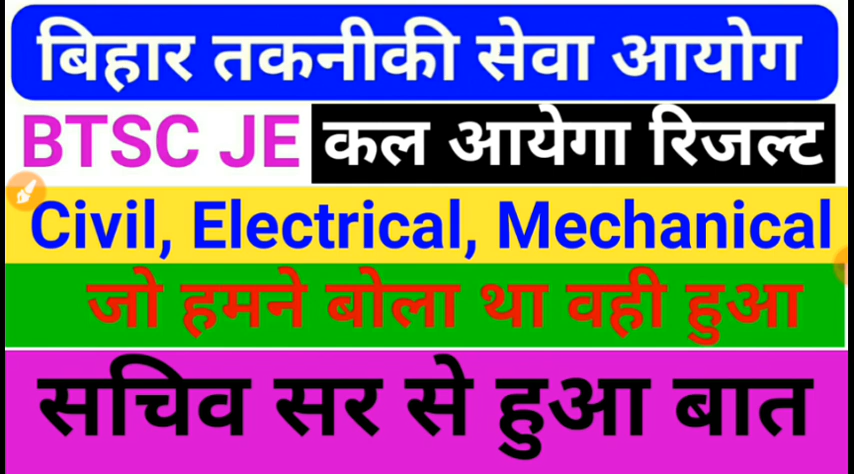 बिहार तकनीकी सेवा आयोग
BTSC JE कल आयेगा रिजल्ट
Civil, Electrical, Mechanical
जो हमने बोला था वही हुआ
सचिव सर से हुआ बात